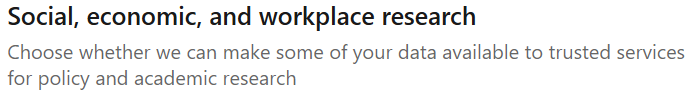 Social, economic, and workplace research
Choose whether we can make some of your data available to trusted services
for policy and academic research